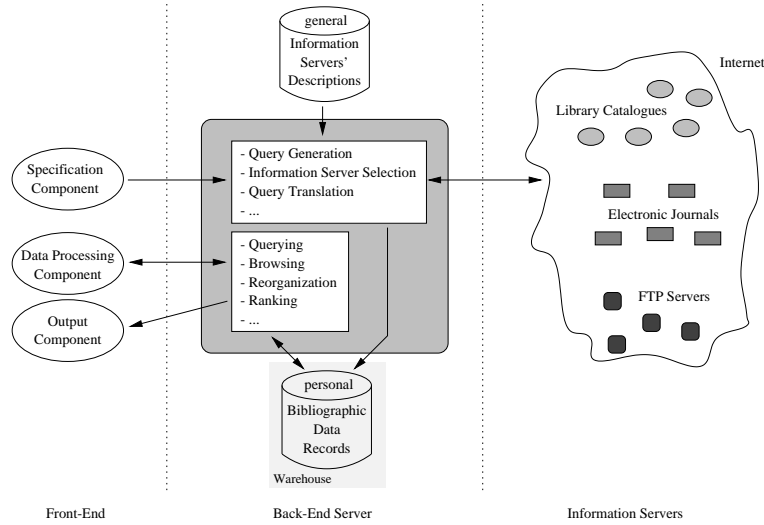 general
Information
Servers'
Descriptions
Internet
Library Catalogues
Specification
Component
- Query Generation
- Information Server Selection
- Query Translation
- ...
Electronic Journals
Data Processing
Component
- Querying
- Browsing
- Reorganization
- Ranking
- ...
Output
Component
FTP Servers
personal
Bibliographic
Data
Records
Warehouse
Front-End
Back-End Server
Information Servers